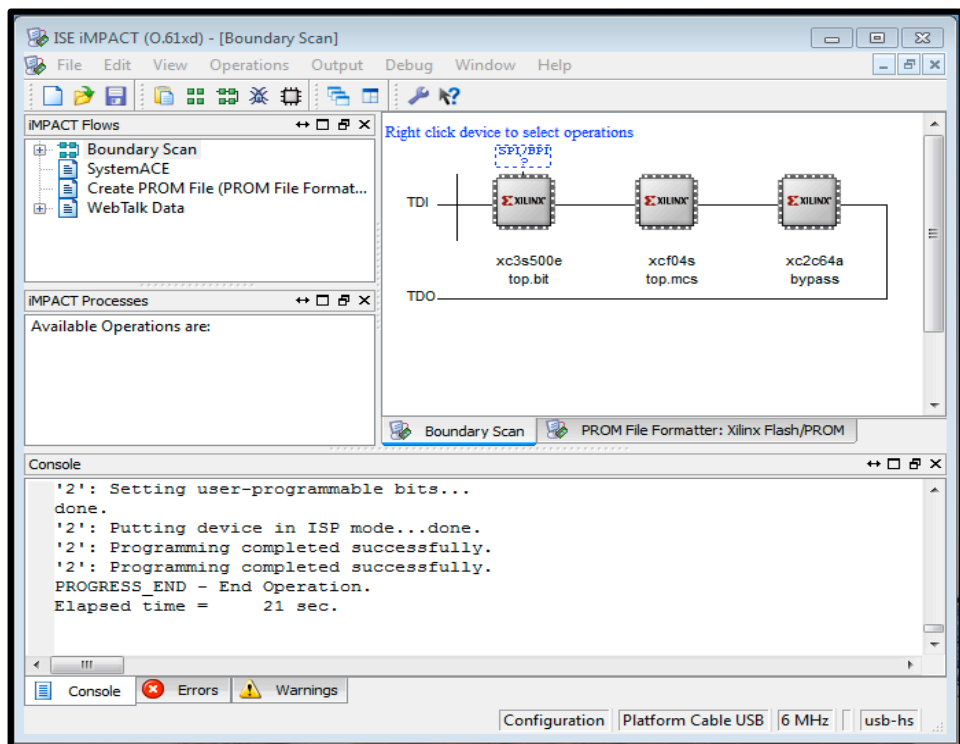 ISE iMPACT (O.61xd) - [Boundary Scan]
File Edit View Operations Output Debug Window Help
iMPACT Flows
Boundary Scan
SystemACE
Create PROM File (PROM File Format...
WebTalk Data
iMPACT Processes
Available Operations are:
Right click device to select operations
SPI/BPI
?
TDI
XILINX XILINX XILINX
xc3s500e xcf04s xc2c64a
top.bit top.mcs bypass
TDO
Boundary Scan PROM File Formatter: Xilinx Flash/PROM
Console
'2': Setting user-programmable bits...
done.
'2': Putting device in ISP mode...done.
'2': Programming completed successfully.
'2': Programming completed successfully.
PROGRESS_END - End Operation.
Elapsed time =     21 sec.
Console Errors Warnings
Configuration Platform Cable USB 6 MHz usb-hs